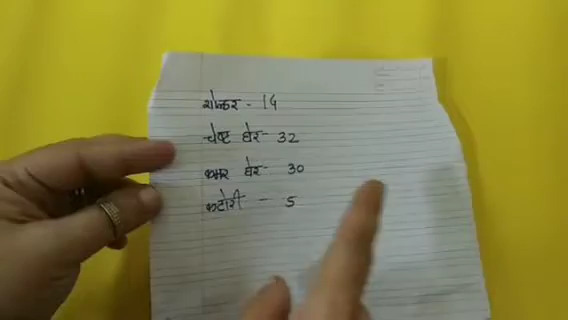 शोल्डर - 14
चेष्ट घेर - 32
कमर घेर - 30
कटोरी - 5